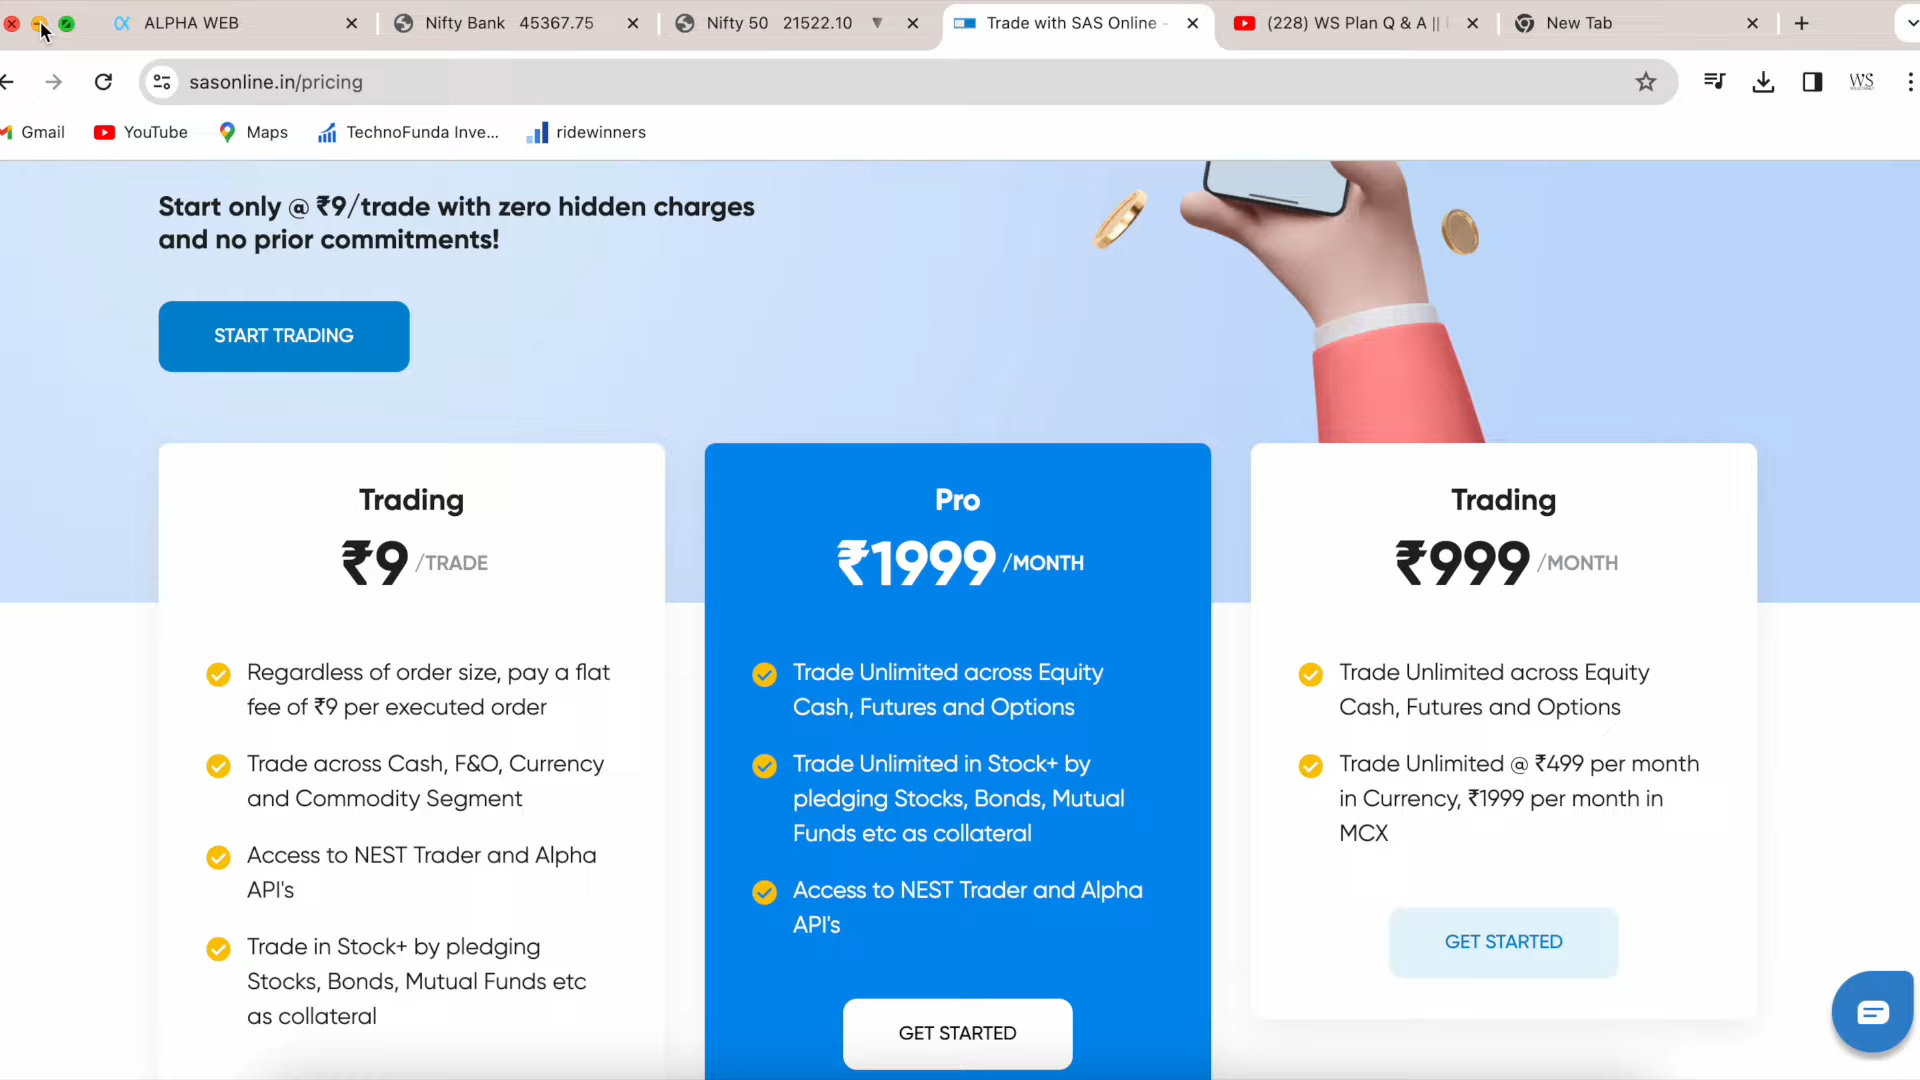 ALPHA WEB
Nifty Bank 45367.75
Nifty 50 21522.10 ▼
Trade with SAS Online -
(228) WS Plan Q & A ||
New Tab
sasonline.in/pricing
WS
Gmail
YouTube
Maps
TechnoFunda Inve...
ridewinners
Start only @ ₹9/trade with zero hidden charges
and no prior commitments!
START TRADING
Trading
₹9 /TRADE
Regardless of order size, pay a flat
fee of ₹9 per executed order
Trade across Cash, F&O, Currency
and Commodity Segment
Access to NEST Trader and Alpha
API's
Trade in Stock+ by pledging
Stocks, Bonds, Mutual Funds etc
as collateral
Pro
₹1999 /MONTH
Trade Unlimited across Equity
Cash, Futures and Options
Trade Unlimited in Stock+ by
pledging Stocks, Bonds, Mutual
Funds etc as collateral
Access to NEST Trader and Alpha
API's
GET STARTED
Trading
₹999 /MONTH
Trade Unlimited across Equity
Cash, Futures and Options
Trade Unlimited @ ₹499 per month
in Currency, ₹1999 per month in
MCX
GET STARTED